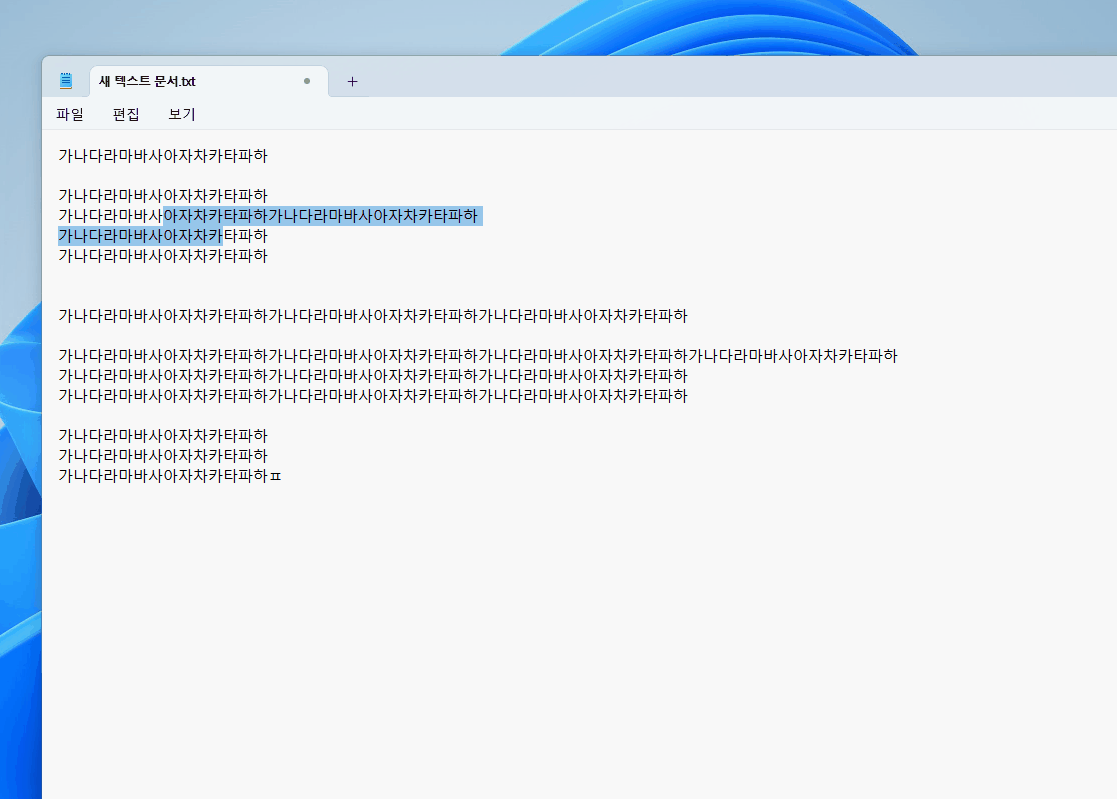 새 텍스트 문서.txt
파일 편집 보기
가나다라마바사아자차카타파하
가나다라마바사아자차카타파하
가나다라마바사아자차카타파하가나다라마바사아자차카타파하
가나다라마바사아자차카타파하
가나다라마바사아자차카타파하
가나다라마바사아자차카타파하가나다라마바사아자차카타파하가나다라마바사아자차카타파하
가나다라마바사아자차카타파하가나다라마바사아자차카타파하가나다라마바사아자차카타파하가나다라마바사아자차카타파하
가나다라마바사아자차카타파하가나다라마바사아자차카타파하가나다라마바사아자차카타파하
가나다라마바사아자차카타파하가나다라마바사아자차카타파하가나다라마바사아자차카타파하
가나다라마바사아자차카타파하
가나다라마바사아자차카타파하
가나다라마바사아자차카타파하ㅍ